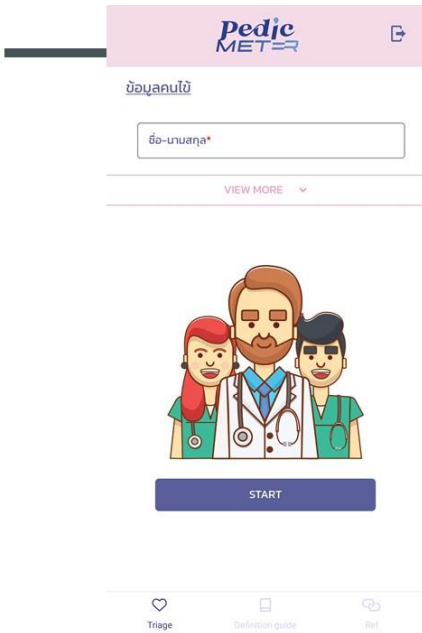 Pedic
METER
ข้อมูลคนไข้
ชื่อ-นามสกุล*
VIEW MORE
START
Triage
Definition guide
Ref